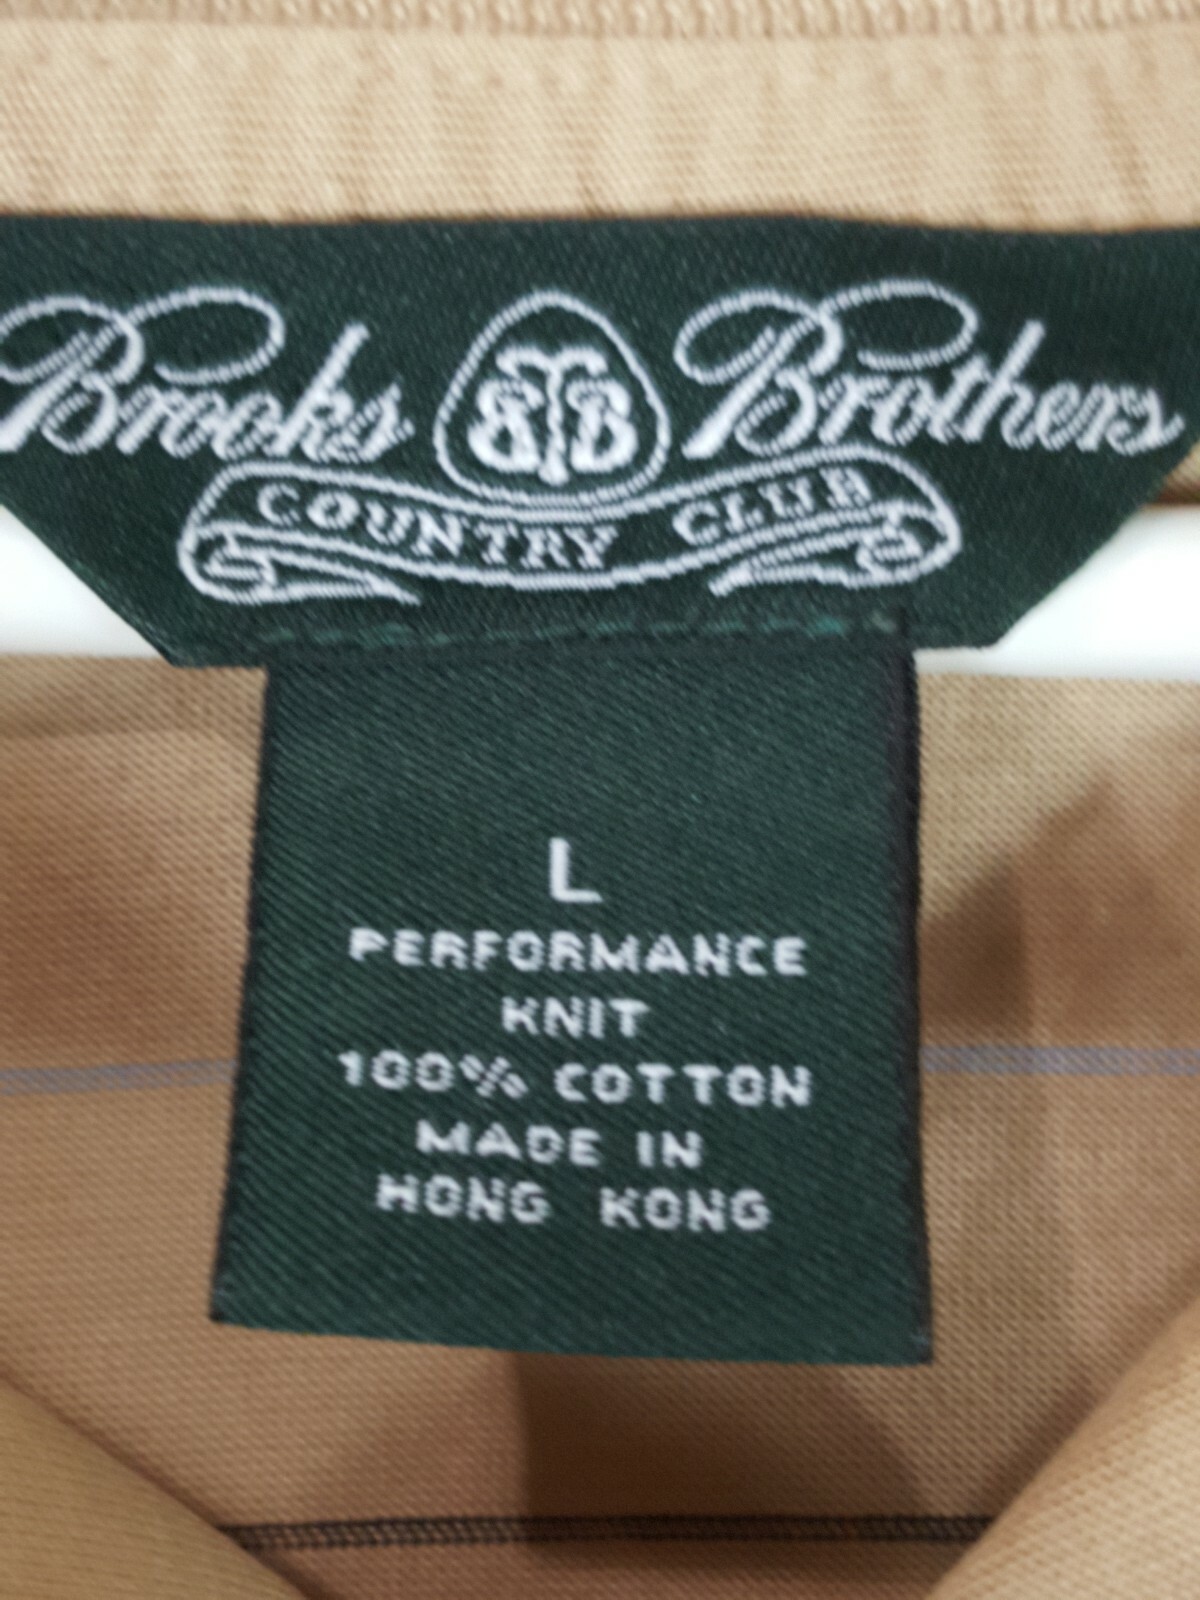 Brooks BB Brothers
COUNTRY CLUB
L
PERFORMANCE
KNIT
100% COTTON
MADE IN
HONG KONG